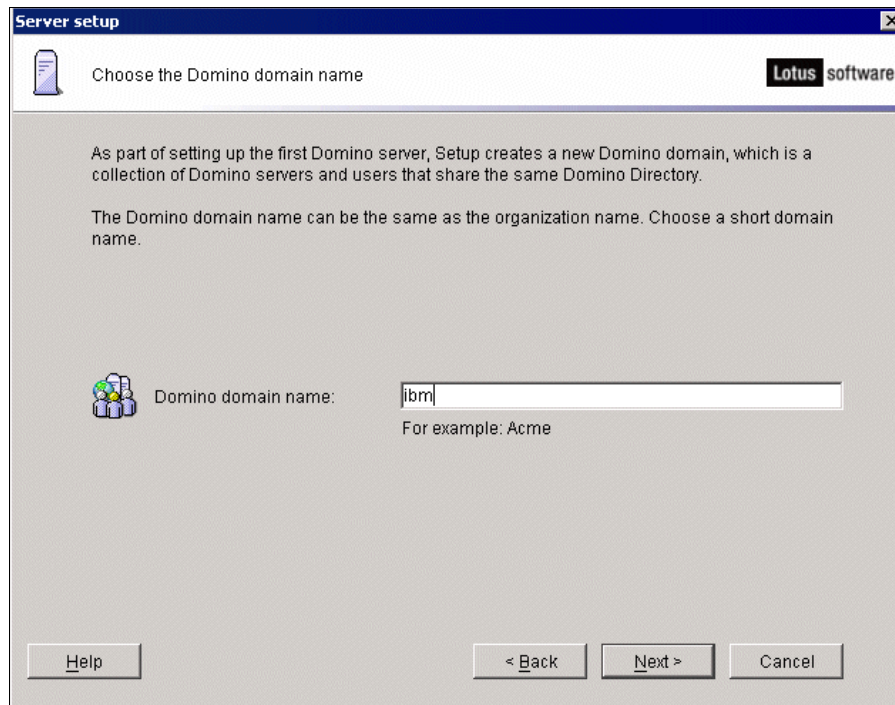 Server setup
Choose the Domino domain name
Lotus software
As part of setting up the first Domino server, Setup creates a new Domino domain, which is a
collection of Domino servers and users that share the same Domino Directory.
The Domino domain name can be the same as the organization name. Choose a short domain
name.
Domino domain name:
ibm
For example: Acme
Help
< Back
Next >
Cancel